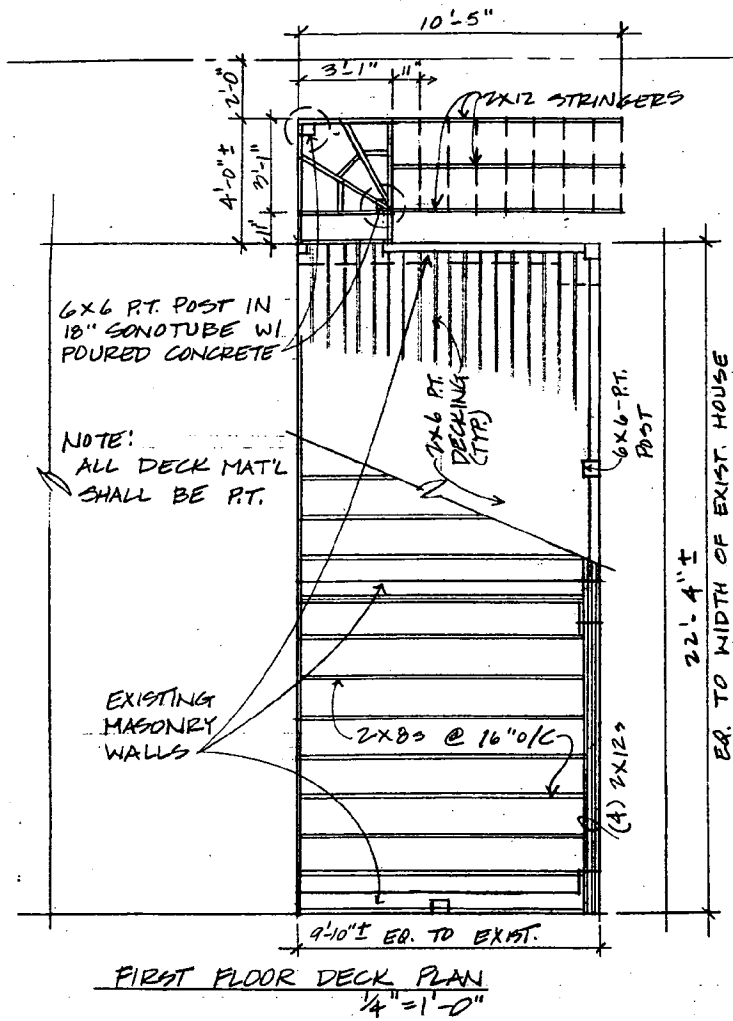 10'-5"
3'-1"
11"
2'-0"
2X12 STRINGERS
4'-0"±
3'-1"
11"
6X6 P.T. POST IN
18" SONOTUBE W/
POURED CONCRETE
2X6 P.T.
DECKING
(TYP.)
6X6-P.T.
POST
NOTE:
ALL DECK MAT'L
SHALL BE P.T.
22'-4"±
EQ. TO WIDTH OF EXIST. HOUSE
EXISTING
MASONRY
WALLS
2X8s @ 16"O/C
(4) 2X12s
9'-10"± EQ. TO EXIST.
FIRST FLOOR DECK PLAN
1/4"=1'-0"